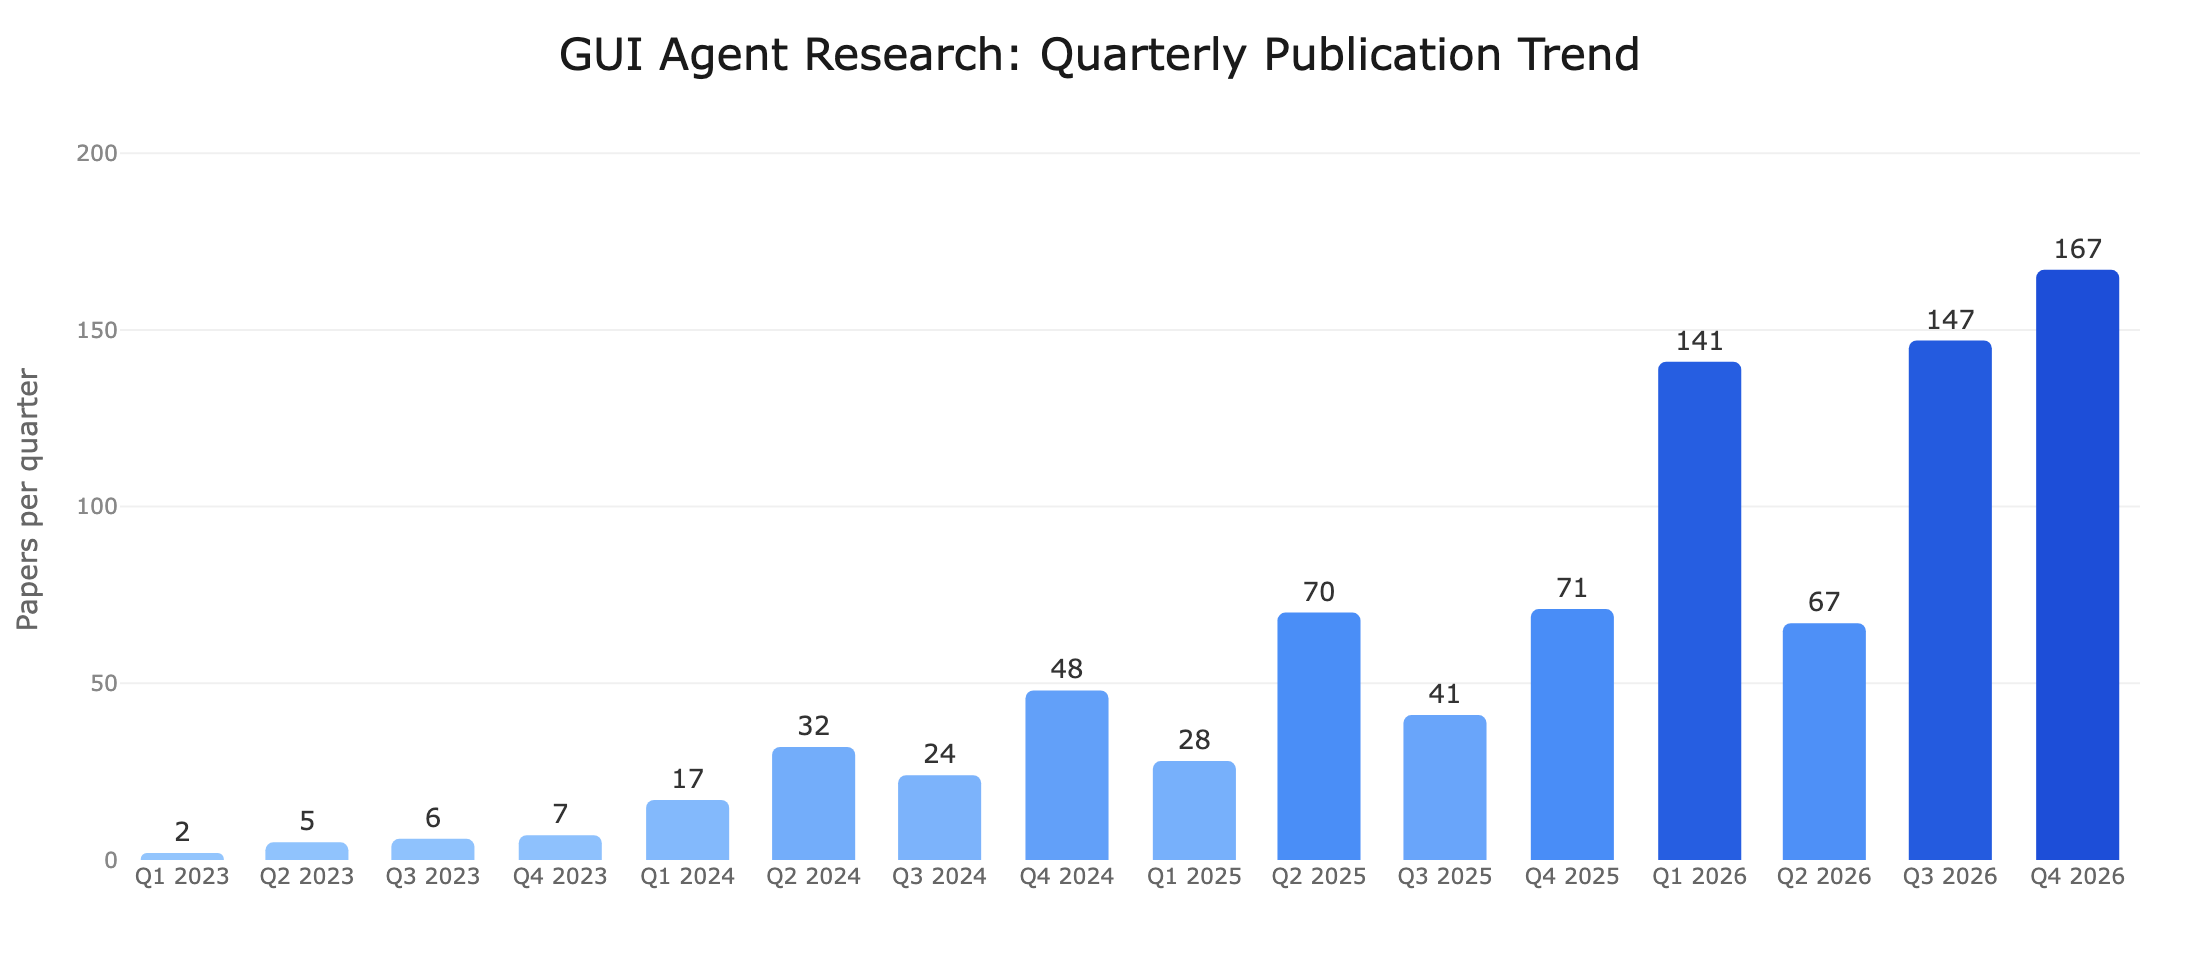 GUI Agent Research: Quarterly Publication Trend
Papers per quarter
200
150
100
50
0
2
5
6
7
17
32
24
48
28
70
41
71
141
67
147
167
Q1 2023
Q2 2023
Q3 2023
Q4 2023
Q1 2024
Q2 2024
Q3 2024
Q4 2024
Q1 2025
Q2 2025
Q3 2025
Q4 2025
Q1 2026
Q2 2026
Q3 2026
Q4 2026